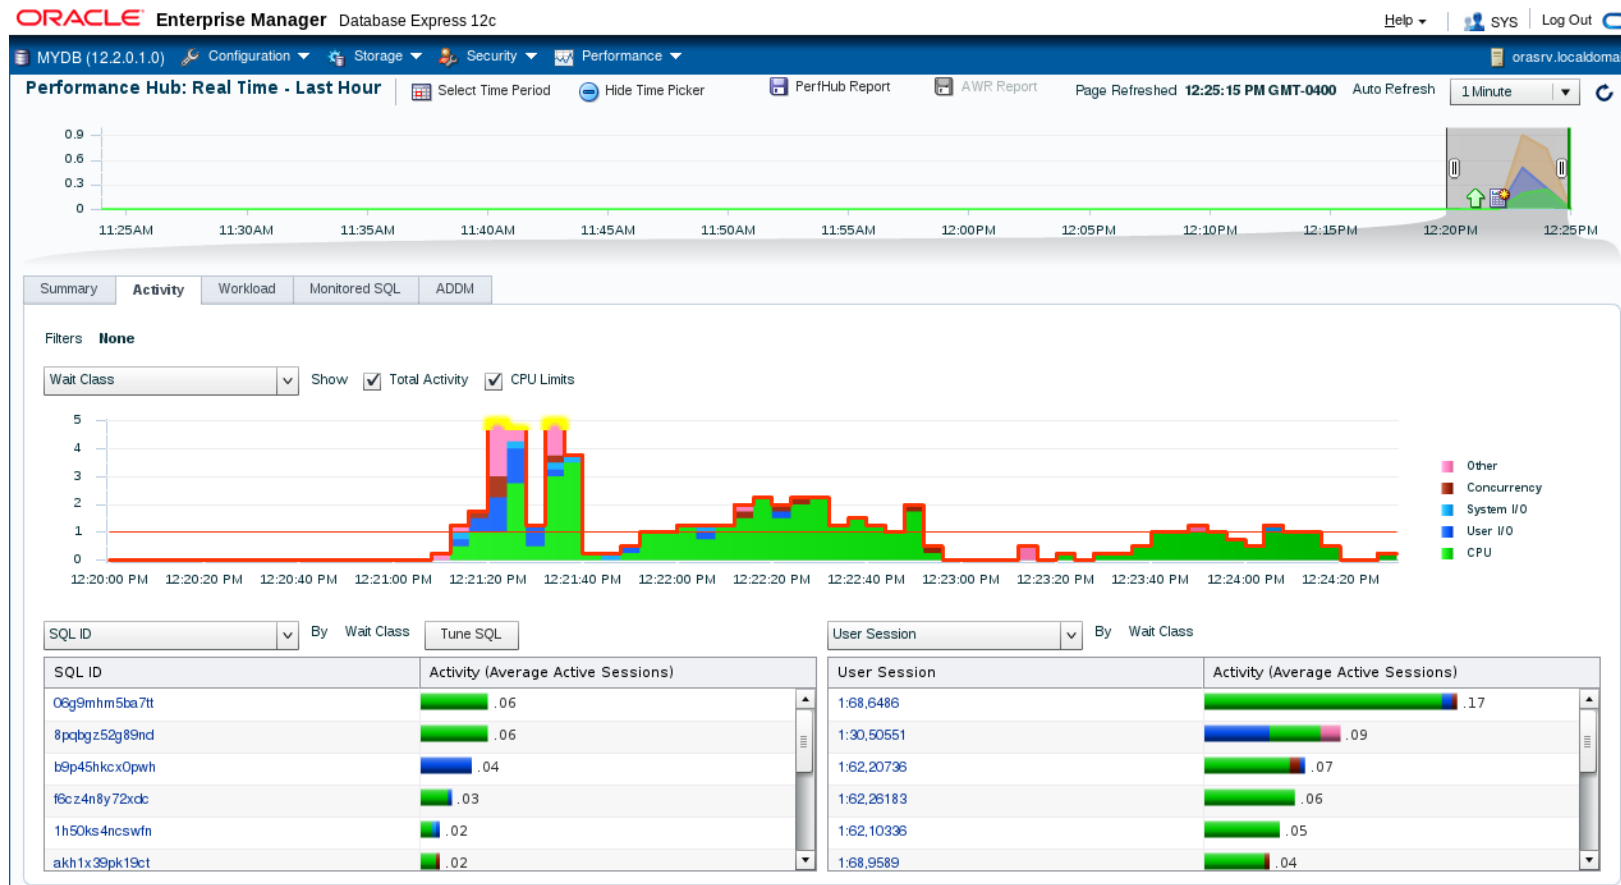 ORACLE Enterprise Manager Database Express 12c
Help SYS Log Out
MYDB (12.2.0.1.0) Configuration Storage Security Performance orasrv.localdoma
Performance Hub: Real Time - Last Hour Select Time Period Hide Time Picker PerfHub Report AWR Report Page Refreshed 12:25:15 PM GMT-0400 Auto Refresh 1 Minute
0.9
0.6
0.3
0
11:25AM 11:30AM 11:35AM 11:40AM 11:45AM 11:50AM 11:55AM 12:00PM 12:05PM 12:10PM 12:15PM 12:20PM 12:25PM
Summary Activity Workload Monitored SQL ADDM
Filters None
Wait Class Show Total Activity CPU Limits
5
4
3
2
1
0
Other
Concurrency
System I/O
User I/O
CPU
12:20:00 PM 12:20:20 PM 12:20:40 PM 12:21:00 PM 12:21:20 PM 12:21:40 PM 12:22:00 PM 12:22:20 PM 12:22:40 PM 12:23:00 PM 12:23:20 PM 12:23:40 PM 12:24:00 PM 12:24:20 PM
SQL ID By Wait Class Tune SQL User Session By Wait Class
SQL ID Activity (Average Active Sessions) User Session Activity (Average Active Sessions)
06g9mhm5ba7tt .06 1:68,6486 .17
8pqbgz52g89nd .06 1:30,50551 .09
b9p45hkcx0pwh .04 1:62,20736 .07
f6cz4n8y72xdc .03 1:62,26183 .06
1h50ks4ncswfn .02 1:62,10336 .05
akh1x39pk19ct .02 1:68,9589 .04